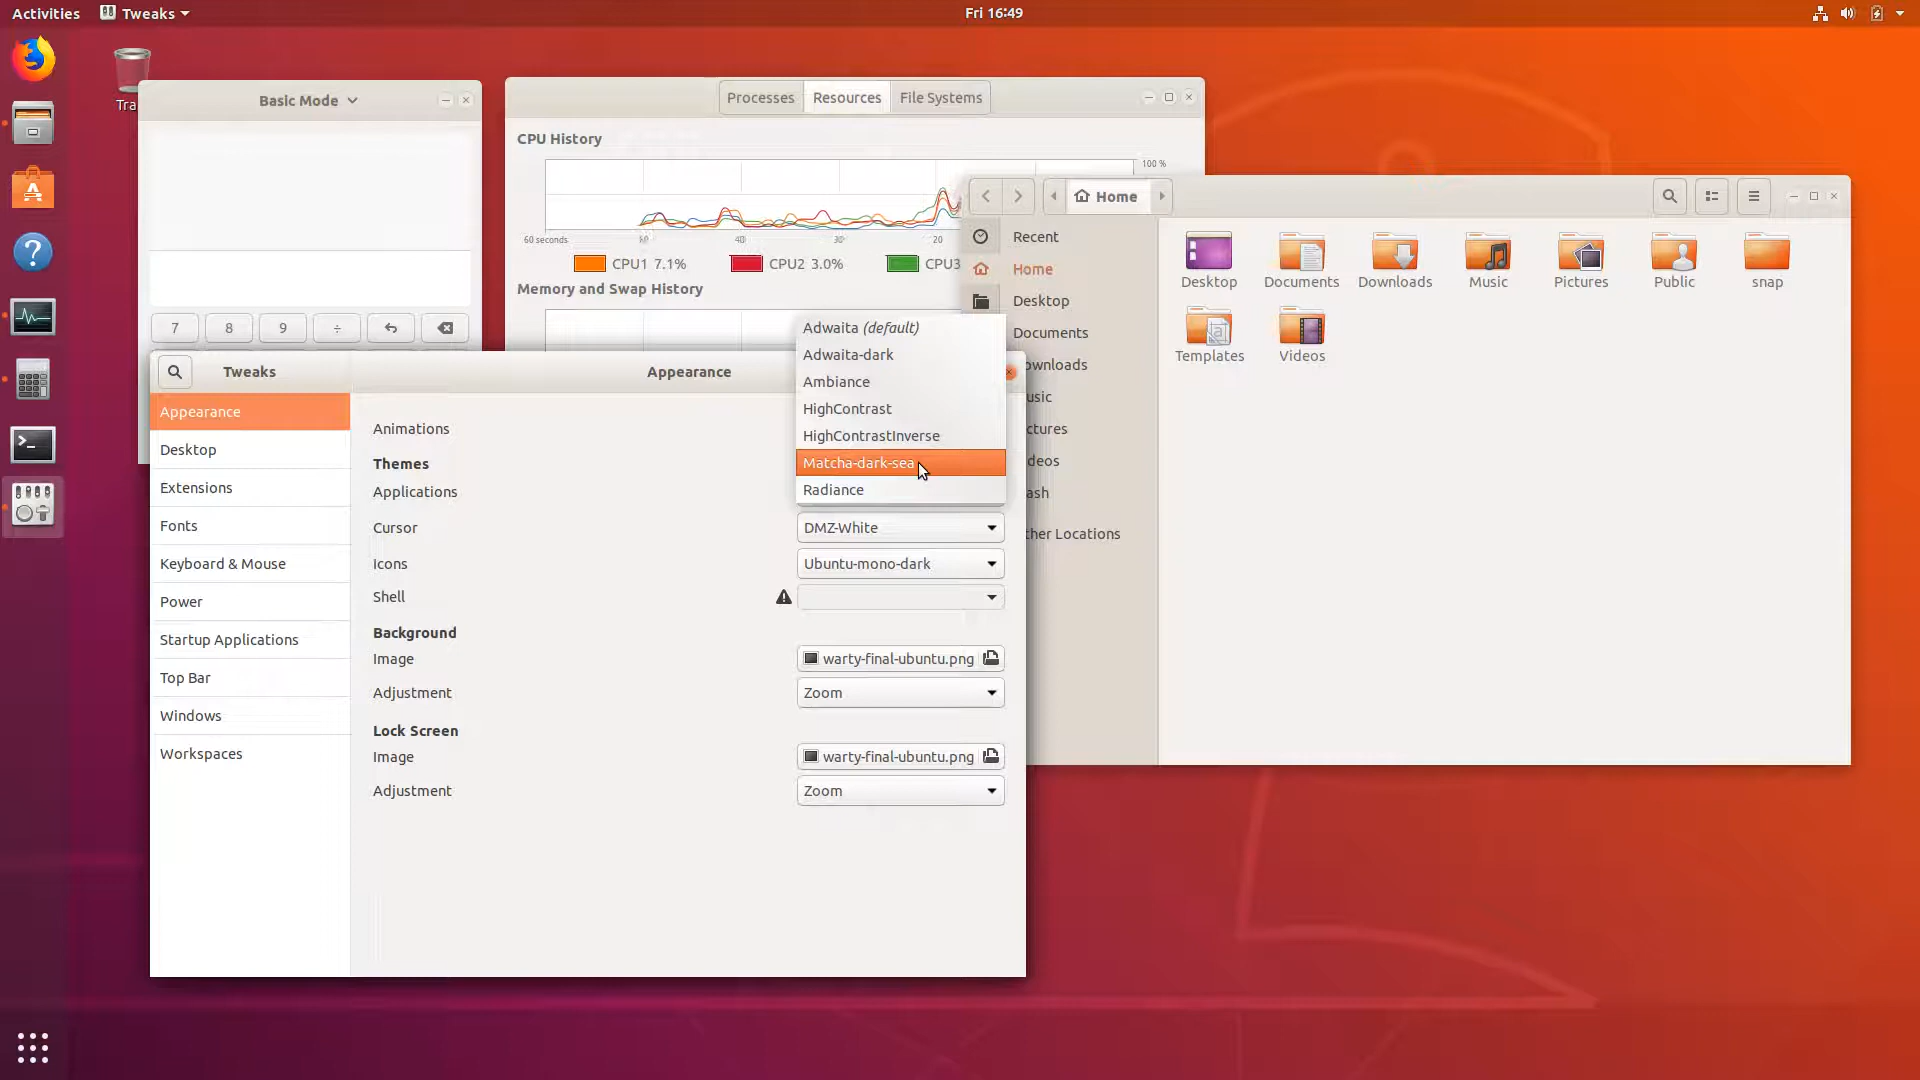 Activities
Tweaks
Fri 16:49
Tra
Basic Mode
7
8
9
÷
Processes
Resources
File Systems
CPU History
100 %
60 seconds
40
30
20
CPU1 7.1%
CPU2 3.0%
CPU3
Memory and Swap History
Home
Recent
Home
Desktop
Documents
ownloads
usic
ctures
deos
ash
her Locations
Desktop
Documents
Downloads
Music
Pictures
Public
snap
Templates
Videos
Tweaks
Appearance
Appearance
Desktop
Extensions
Fonts
Keyboard & Mouse
Power
Startup Applications
Top Bar
Windows
Workspaces
Animations
Themes
Applications
Adwaita (default)
Adwaita-dark
Ambiance
HighContrast
HighContrastInverse
Matcha-dark-sea
Radiance
Cursor
DMZ-White
Icons
Ubuntu-mono-dark
Shell
Background
Image
warty-final-ubuntu.png
Adjustment
Zoom
Lock Screen
Image
warty-final-ubuntu.png
Adjustment
Zoom